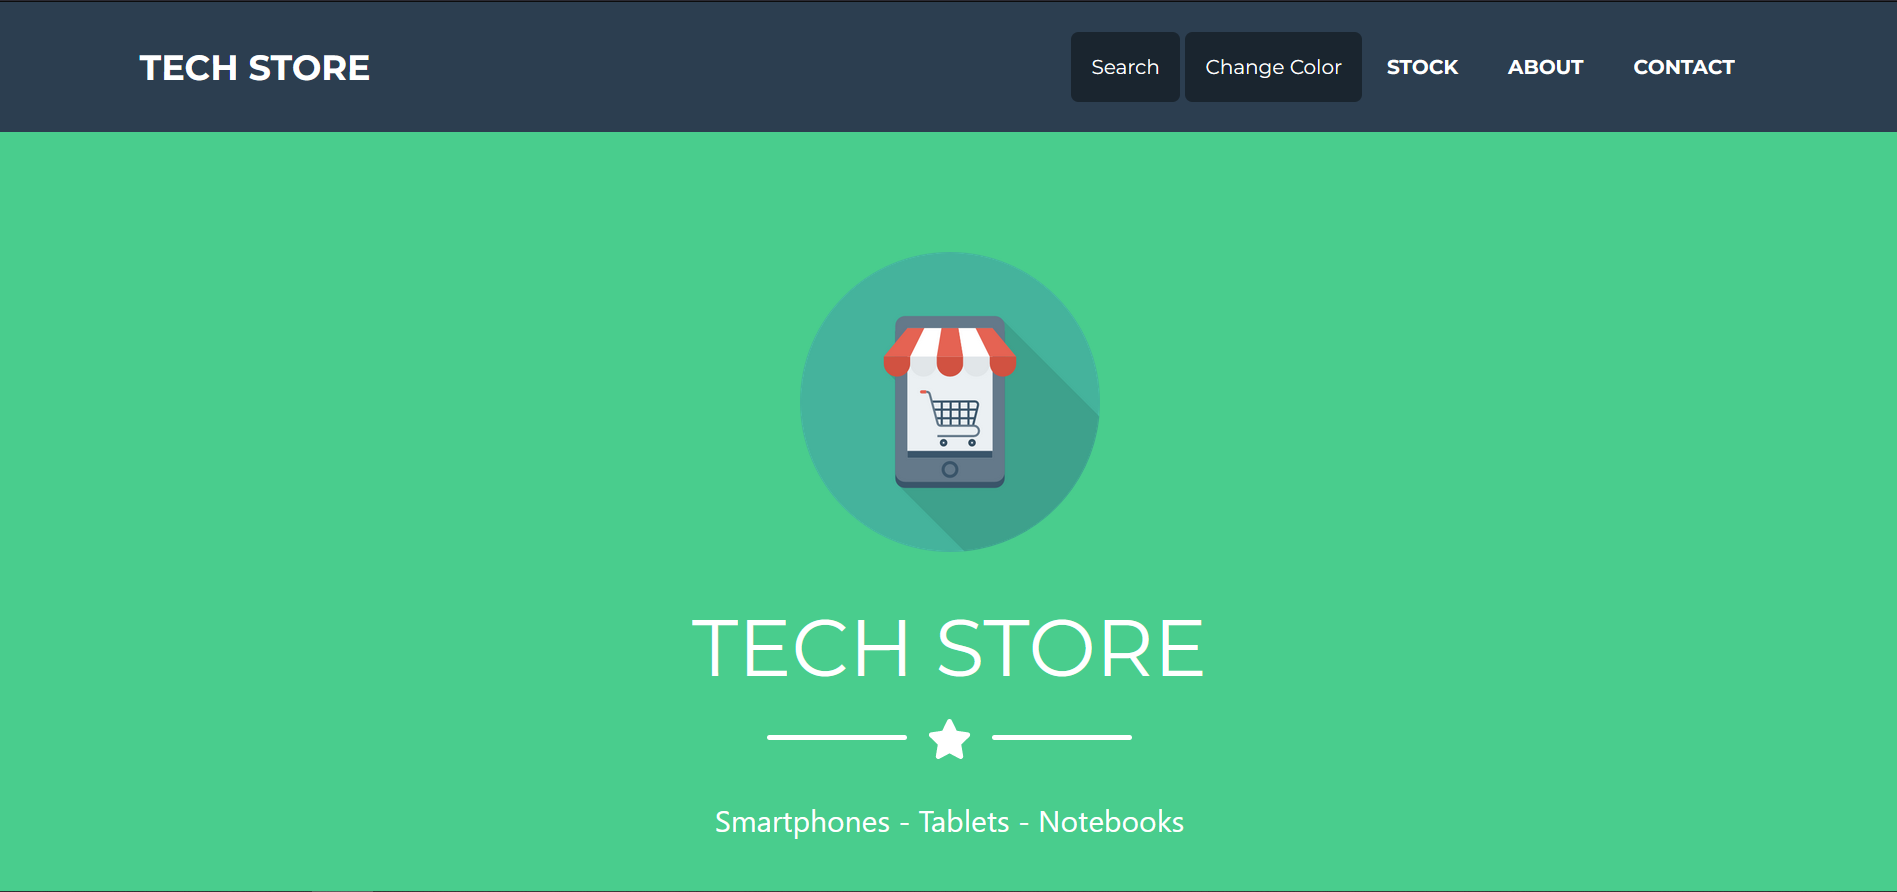 TECH STORE Search Change Color STOCK ABOUT CONTACT
TECH STORE
Smartphones - Tablets - Notebooks